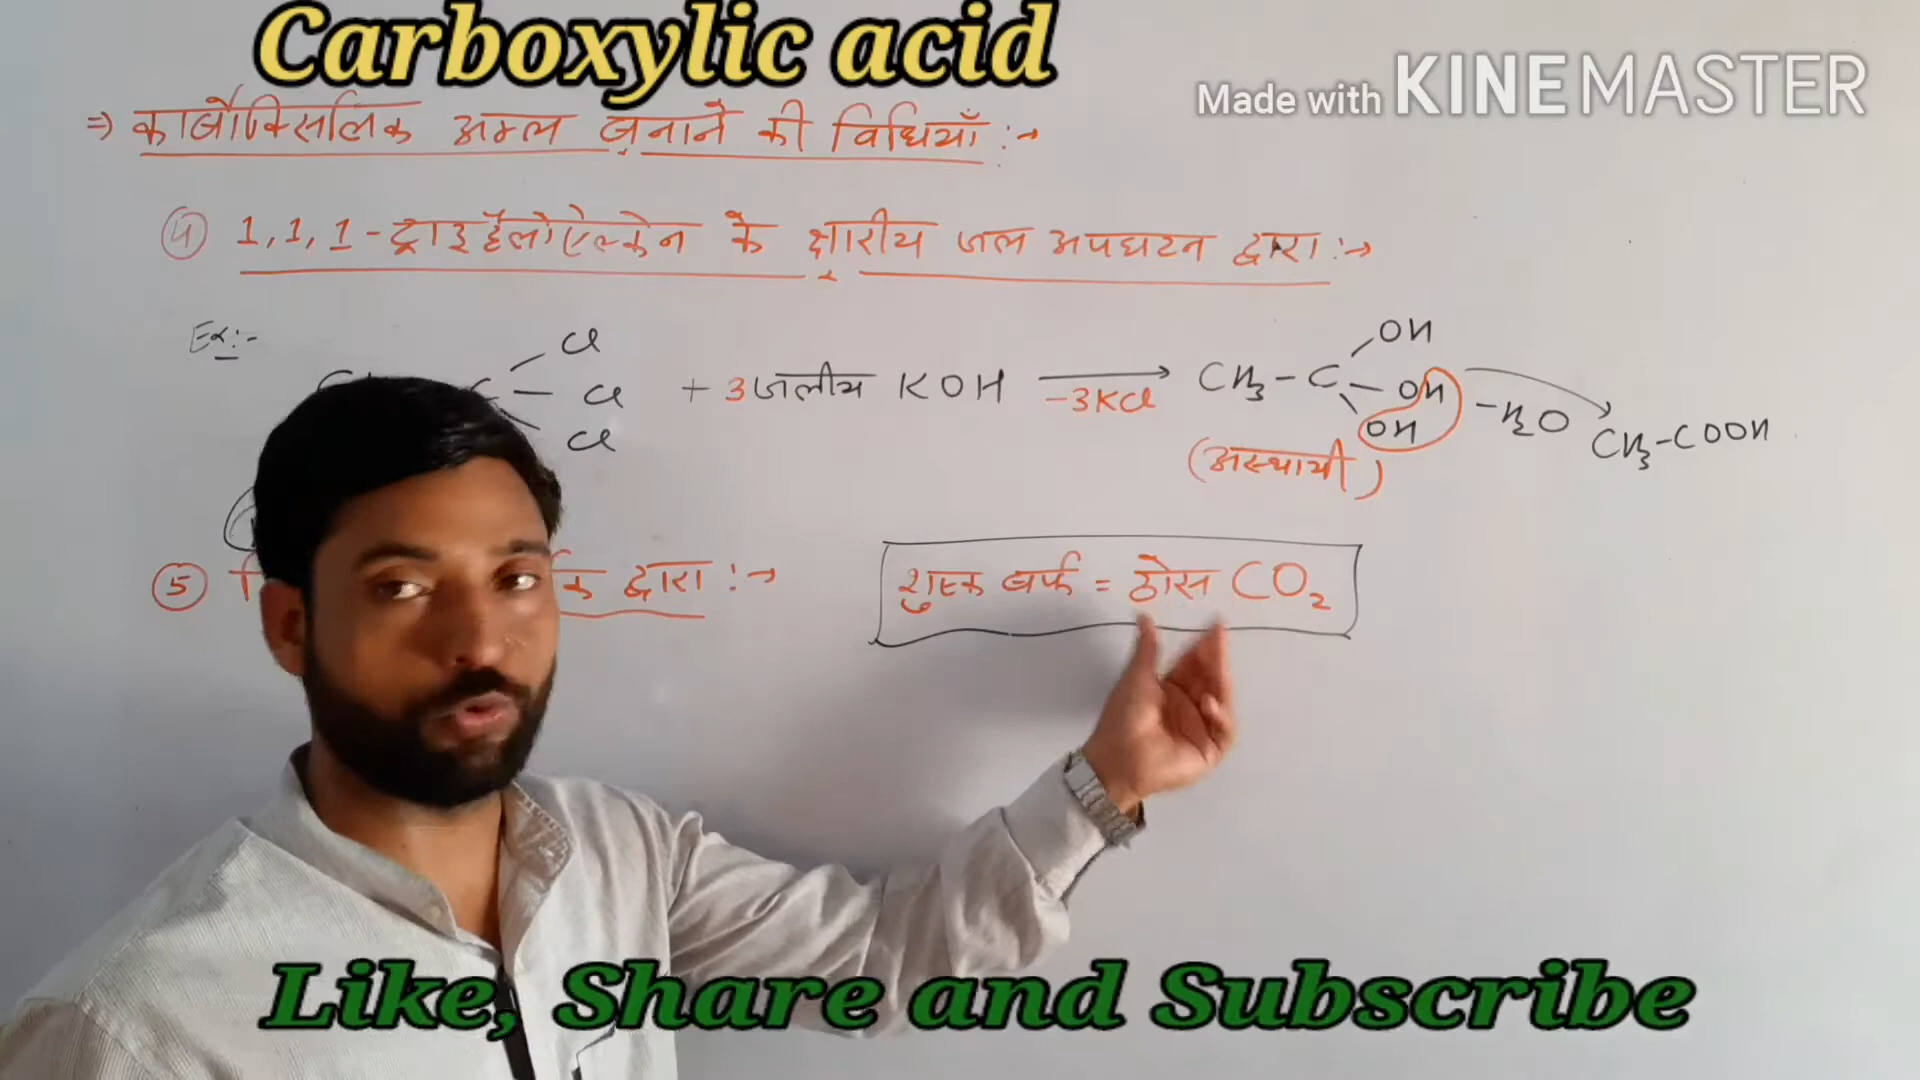 Carboxylic acid
Made with KINEMASTER
⇒ कार्बोक्सिलिक अम्ल बनाने की विधियाँ :→
④ 1,1,1-ट्राइहैलोऐल्केन के क्षारीय जल अपघटन द्वारा :→
Ex:-
Cl
Cl
Cl
+ 3जलीय KOH
-3KCl
CH3-C
OH
OH
OH
(अस्थायी)
-H2O
CH3-COOH
⑤ द्वारा :→
शुष्क बर्फ = ठोस CO2
Like, Share and Subscribe